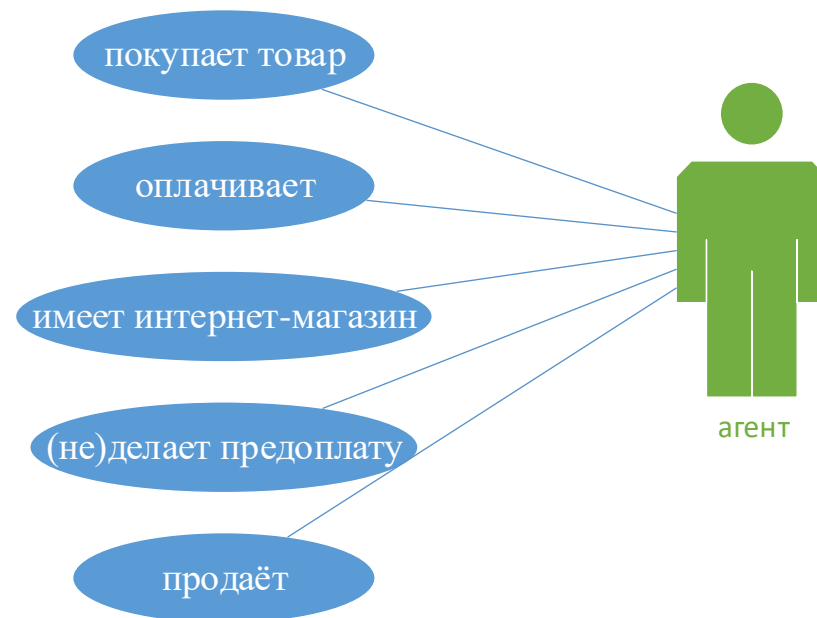 покупает товар
оплачивает
имеет интернет-магазин
(не)делает предоплату
продаёт
агент